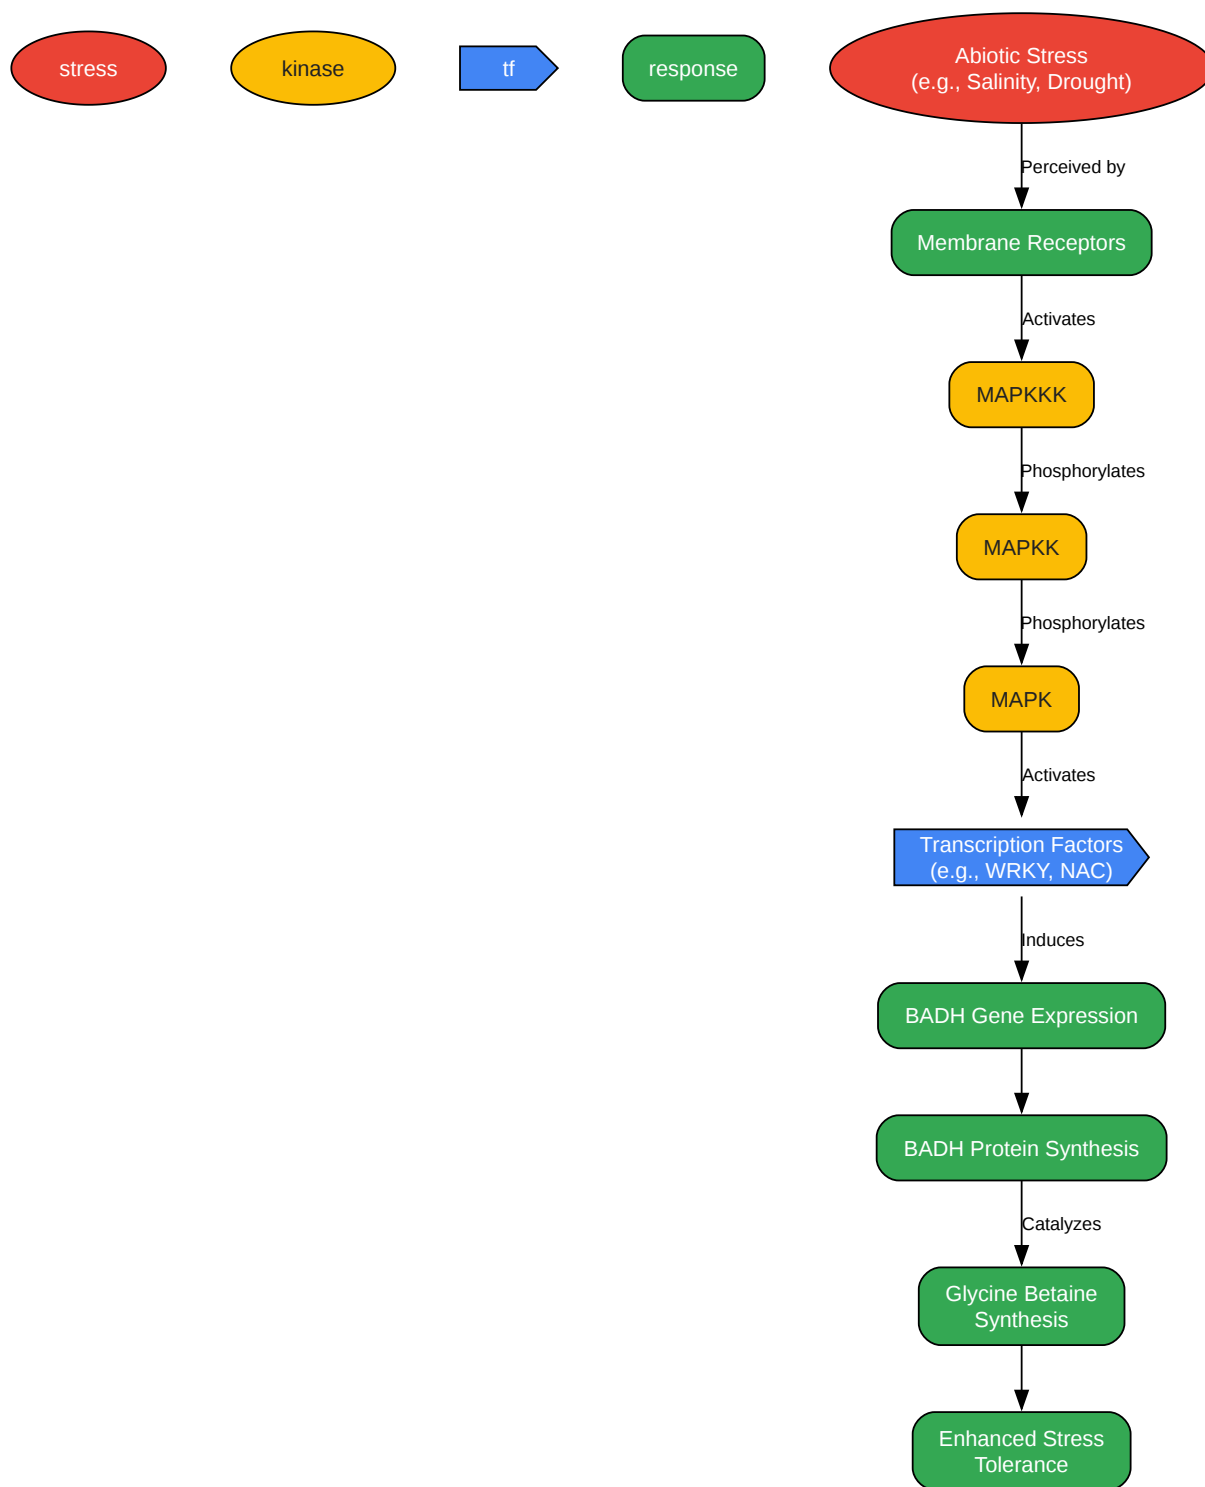 stress
kinase
tf
response
Abiotic Stress
(e.g., Salinity, Drought)
Perceived by
Membrane Receptors
Activates
MAPKKK
Phosphorylates
MAPKK
Phosphorylates
MAPK
Activates
Transcription Factors
(e.g., WRKY, NAC)
Induces
BADH Gene Expression
BADH Protein Synthesis
Catalyzes
Glycine Betaine
Synthesis
Enhanced Stress
Tolerance